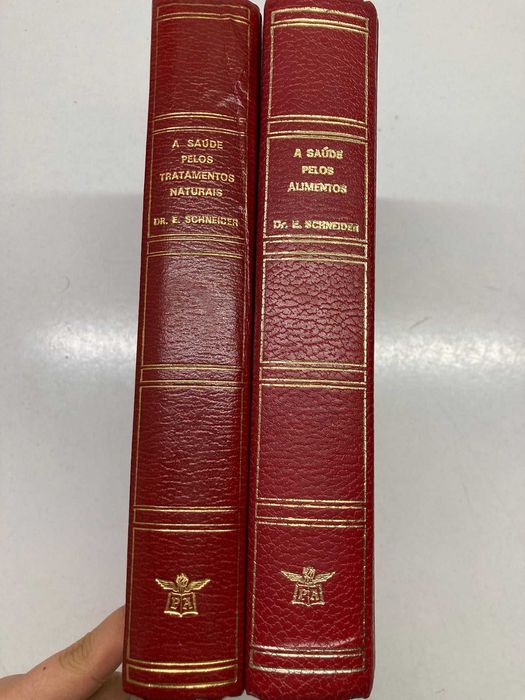 A SAÚDE
PELOS
TRATAMENTOS
NATURAIS
DR. E. SCHNEIDER
PA
A SAÚDE
PELOS
ALIMENTOS
Dr. E. SCHNEIDER
PA